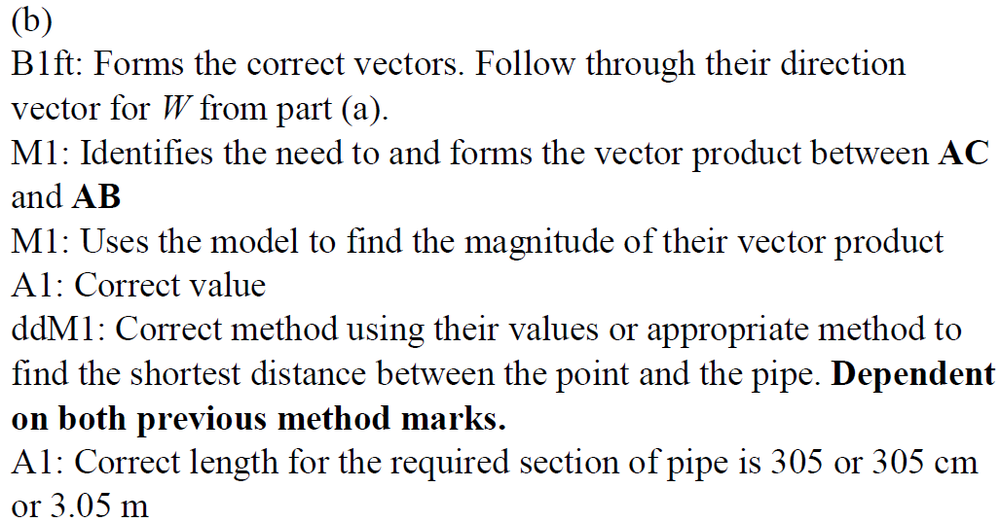 (b)
B1ft: Forms the correct vectors. Follow through their direction
vector for W from part (a).
M1: Identifies the need to and forms the vector product between AC
and AB
M1: Uses the model to find the magnitude of their vector product
A1: Correct value
ddM1: Correct method using their values or appropriate method to
find the shortest distance between the point and the pipe. Dependent
on both previous method marks.
A1: Correct length for the required section of pipe is 305 or 305 cm
or 3.05 m